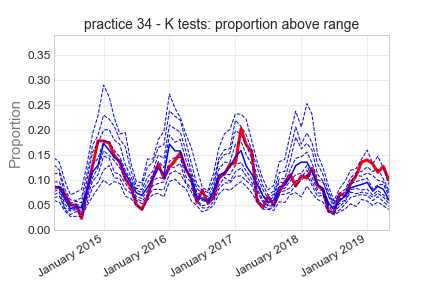 practice 34 - K tests: proportion above range
Proportion
0.35
0.30
0.25
0.20
0.15
0.10
0.05
0.00
January 2015
January 2016
January 2017
January 2018
January 2019